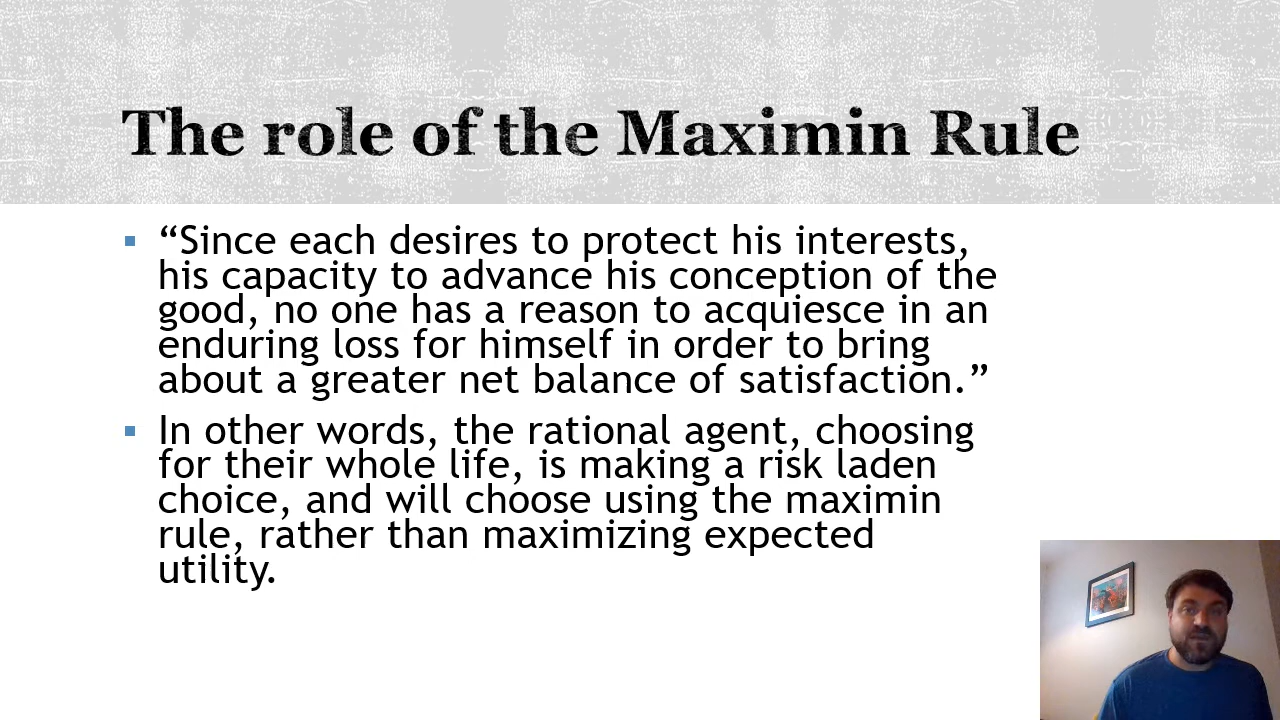 The role of the Maximin Rule
▪ “Since each desires to protect his interests,
his capacity to advance his conception of the
good, no one has a reason to acquiesce in an
enduring loss for himself in order to bring
about a greater net balance of satisfaction.”
▪ In other words, the rational agent, choosing
for their whole life, is making a risk laden
choice, and will choose using the maximin
rule, rather than maximizing expected
utility.